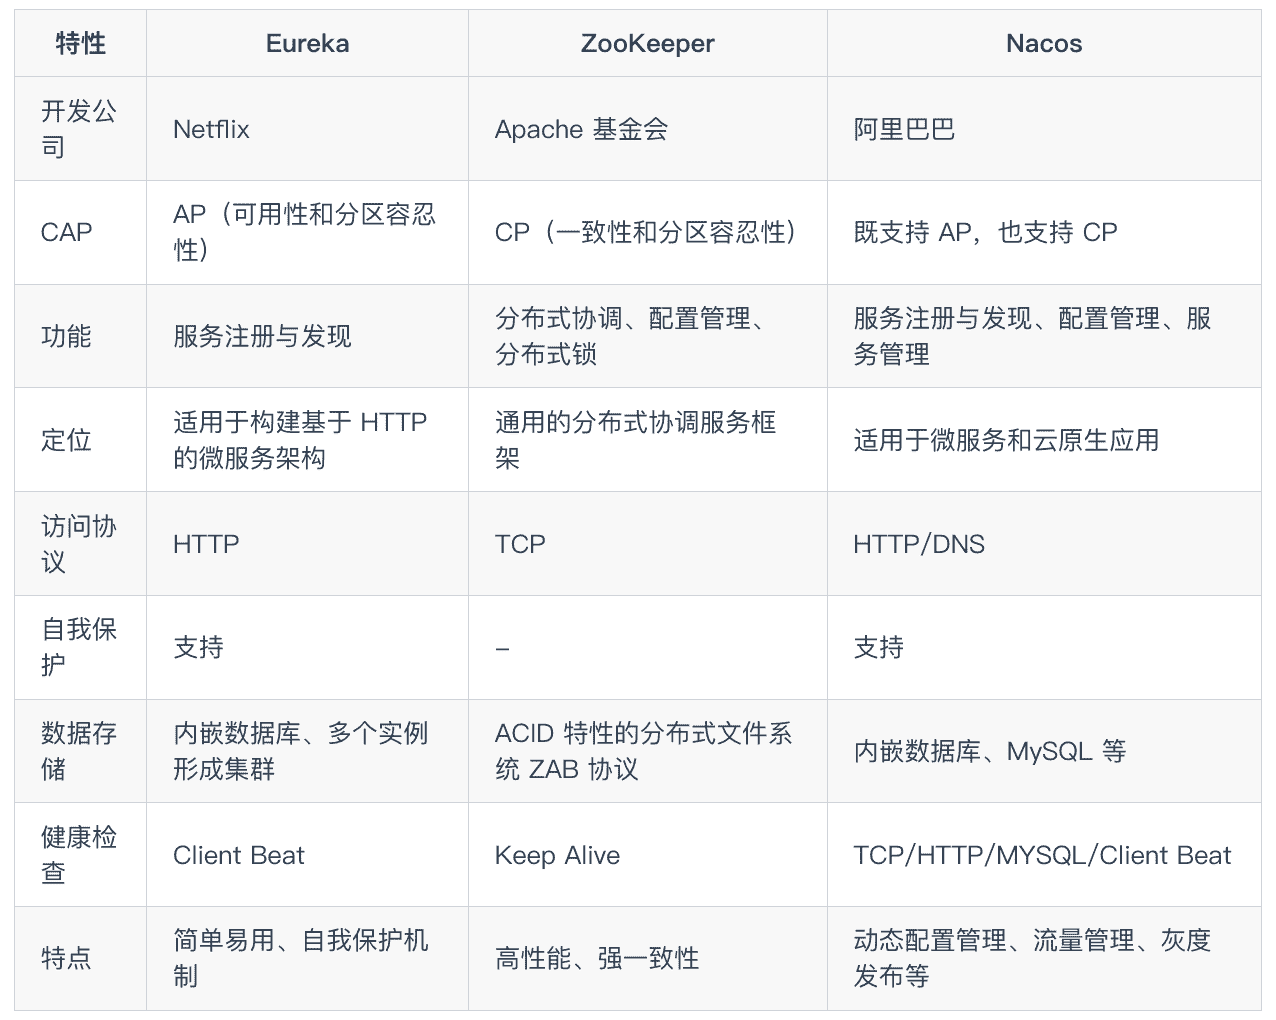 特性 Eureka ZooKeeper Nacos
开发公
司
Netflix
Apache 基金会
阿里巴巴
CAP
AP（可用性和分区容忍
性）
CP（一致性和分区容忍性）
既支持 AP，也支持 CP
功能
服务注册与发现
分布式协调、配置管理、
分布式锁
服务注册与发现、配置管理、服
务管理
定位
适用于构建基于 HTTP
的微服务架构
通用的分布式协调服务框
架
适用于微服务和云原生应用
访问协
议
HTTP
TCP
HTTP/DNS
自我保
护
支持
–
支持
数据存
储
内嵌数据库、多个实例
形成集群
ACID 特性的分布式文件系
统 ZAB 协议
内嵌数据库、MySQL 等
健康检
查
Client Beat
Keep Alive
TCP/HTTP/MYSQL/Client Beat
特点
简单易用、自我保护机
制
高性能、强一致性
动态配置管理、流量管理、灰度
发布等